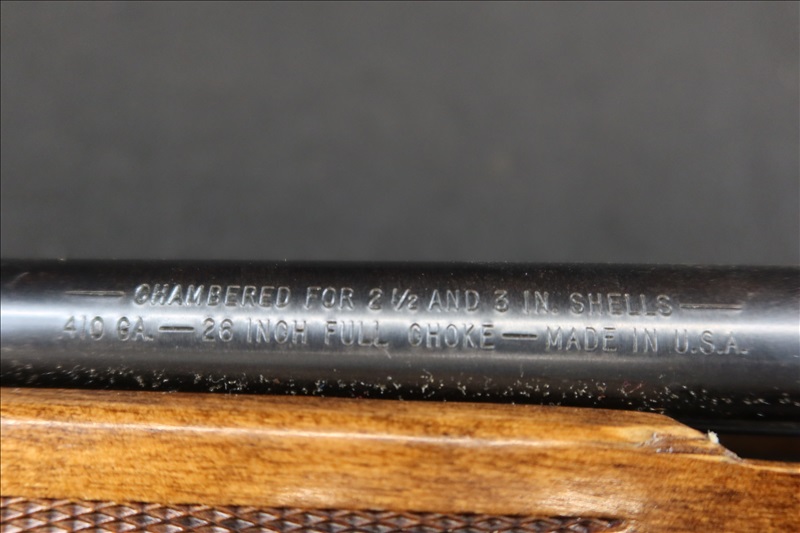 — CHAMBERED FOR 2 ½ AND 3 IN. SHELLS —
410 GA. — 26 INCH FULL CHOKE — MADE IN U.S.A.